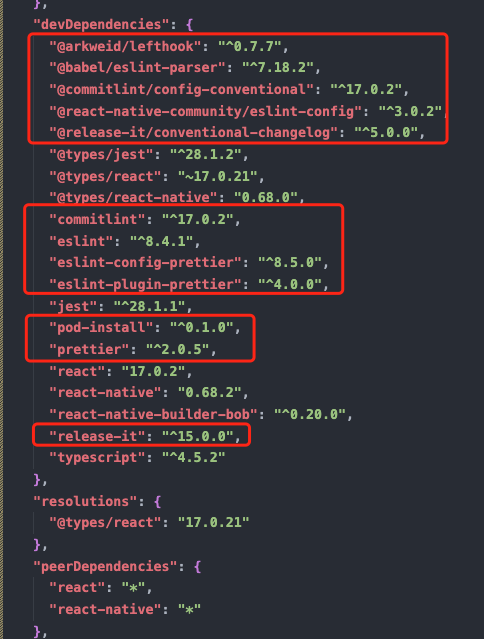 },
"devDependencies": {
"@arkweid/lefthook": "^0.7.7",
"@babel/eslint-parser": "^7.18.2",
"@commitlint/config-conventional": "^17.0.2",
"@react-native-community/eslint-config": "^3.0.2",
"@release-it/conventional-changelog": "^5.0.0",
"@types/jest": "^28.1.2",
"@types/react": "~17.0.21",
"@types/react-native": "0.68.0",
"commitlint": "^17.0.2",
"eslint": "^8.4.1",
"eslint-config-prettier": "^8.5.0",
"eslint-plugin-prettier": "^4.0.0",
"jest": "^28.1.1",
"pod-install": "^0.1.0",
"prettier": "^2.0.5",
"react": "17.0.2",
"react-native": "0.68.2",
"react-native-builder-bob": "^0.20.0",
"release-it": "^15.0.0",
"typescript": "^4.5.2"
},
"resolutions": {
"@types/react": "17.0.21"
},
"peerDependencies": {
"react": "*",
"react-native": "*"
},